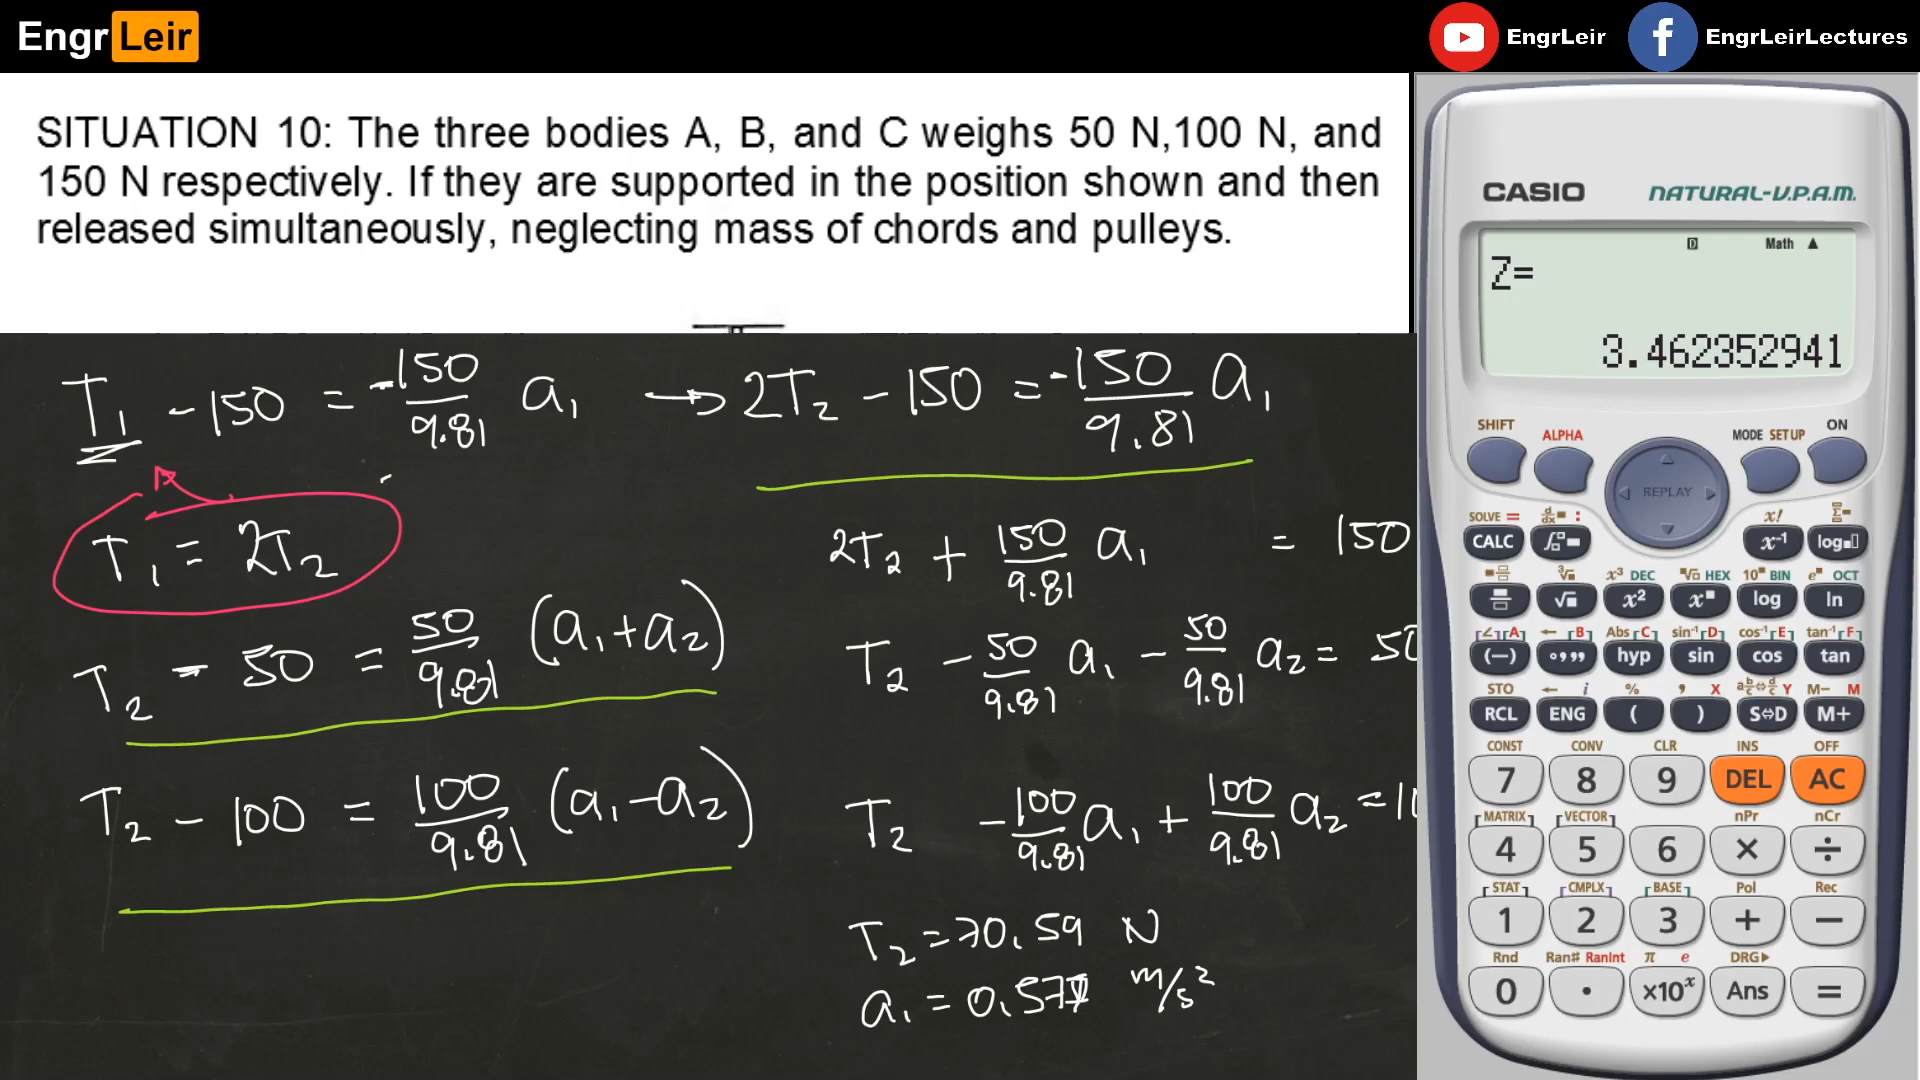 Engr Leir
EngrLeir
EngrLeirLectures
SITUATION 10: The three bodies A, B, and C weighs 50 N,100 N, and
150 N respectively. If they are supported in the position shown and then
released simultaneously, neglecting mass of chords and pulleys.
T₁ - 150 = -150/9.81 a₁ → 2T₂ - 150 = -150/9.81 a₁
T₁ = 2T₂
T₂ - 50 = 50/9.81 (a₁+a₂)
T₂ - 100 = 100/9.81 (a₁-a₂)
2T₂ + 150/9.81 a₁ = 150
T₂ - 50/9.81 a₁ - 50/9.81 a₂ = 50
T₂ - 100/9.81 a₁ + 100/9.81 a₂ = 10
T₂ = 70.59 N
a₁ = 0.577 m/s²
CASIO NATURAL-V.P.A.M.
D Math ▲
Z=
3.462352941
SHIFT ALPHA MODE SETUP ON
REPLAY
SOLVE = d/dx= : x! Σ=
CALC ∫=  x⁻¹ log
³√ x³ DEC √ HEX 10 BIN e OCT
√ x² x log ln
∠ [A] ← [B] Abs [C] sin⁻¹ [D] cos⁻¹ [E] tan⁻¹ [F]
(−) °,,, hyp sin cos tan
STO ← i % , X a b/c⇔d/c Y M− M
RCL ENG ( ) S⇔D M+
CONST CONV CLR INS OFF
7 8 9 DEL AC
[MATRIX] [VECTOR] nPr nCr
4 5 6 × ÷
[STAT] [CMPLX] [BASE] Pol Rec
1 2 3 + −
Rnd Ran# RanInt π e DRG▶
0 · ×10ˣ Ans =